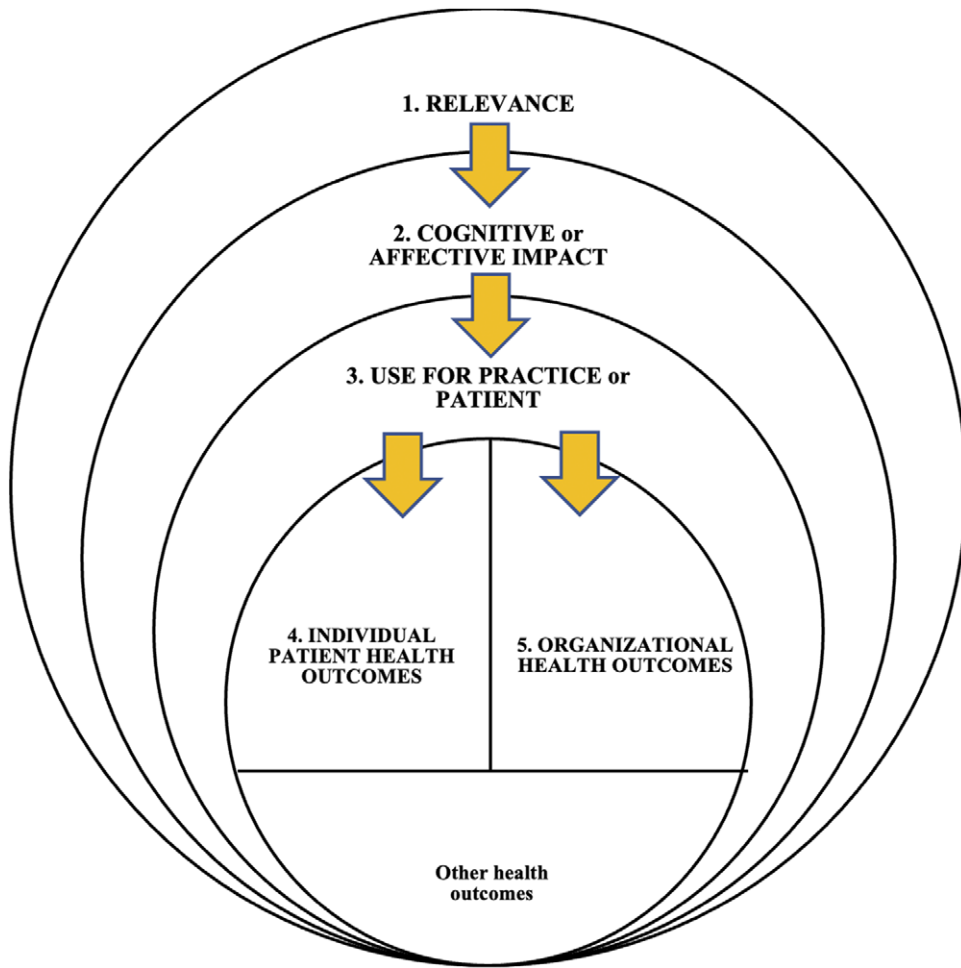 1. RELEVANCE
2. COGNITIVE or
AFFECTIVE IMPACT
3. USE FOR PRACTICE or
PATIENT
4. INDIVIDUAL
PATIENT HEALTH
OUTCOMES
5. ORGANIZATIONAL
HEALTH OUTCOMES
Other health
outcomes